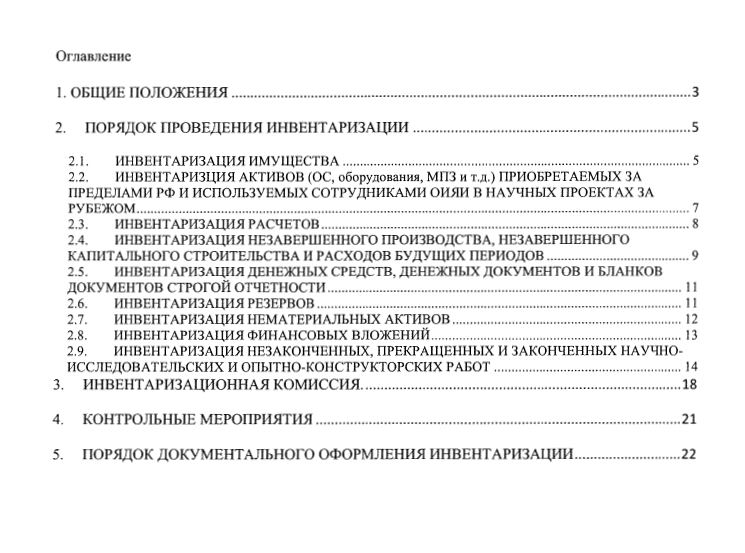 Оглавление
1. ОБЩИЕ ПОЛОЖЕНИЯ ........ 3
2. ПОРЯДОК ПРОВЕДЕНИЯ ИНВЕНТАРИЗАЦИИ ........ 5
2.1. ИНВЕНТАРИЗАЦИЯ ИМУЩЕСТВА ........ 5
2.2. ИНВЕНТАРИЗЦИЯ АКТИВОВ (ОС, оборудования, МПЗ и т.д.) ПРИОБРЕТАЕМЫХ ЗА
ПРЕДЕЛАМИ РФ И ИСПОЛЬЗУЕМЫХ СОТРУДНИКАМИ ОИЯИ В НАУЧНЫХ ПРОЕКТАХ ЗА
РУБЕЖОМ ........ 7
2.3. ИНВЕНТАРИЗАЦИЯ РАСЧЕТОВ ........ 8
2.4. ИНВЕНТАРИЗАЦИЯ НЕЗАВЕРШЕННОГО ПРОИЗВОДСТВА, НЕЗАВЕРШЕННОГО
КАПИТАЛЬНОГО СТРОИТЕЛЬСТВА И РАСХОДОВ БУДУЩИХ ПЕРИОДОВ ........ 9
2.5. ИНВЕНТАРИЗАЦИЯ ДЕНЕЖНЫХ СРЕДСТВ, ДЕНЕЖНЫХ ДОКУМЕНТОВ И БЛАНКОВ
ДОКУМЕНТОВ СТРОГОЙ ОТЧЕТНОСТИ ........ 11
2.6. ИНВЕНТАРИЗАЦИЯ РЕЗЕРВОВ ........ 11
2.7. ИНВЕНТАРИЗАЦИЯ НЕМАТЕРИАЛЬНЫХ АКТИВОВ ........ 12
2.8. ИНВЕНТАРИЗАЦИЯ ФИНАНСОВЫХ ВЛОЖЕНИЙ ........ 13
2.9. ИНВЕНТАРИЗАЦИЯ НЕЗАКОНЧЕННЫХ, ПРЕКРАЩЕННЫХ И ЗАКОНЧЕННЫХ НАУЧНО-
ИССЛЕДОВАТЕЛЬСКИХ И ОПЫТНО-КОНСТРУКТОРСКИХ РАБОТ ........ 14
3. ИНВЕНТАРИЗАЦИОННАЯ КОМИССИЯ ........ 18
4. КОНТРОЛЬНЫЕ МЕРОПРИЯТИЯ ........ 21
5. ПОРЯДОК ДОКУМЕНТАЛЬНОГО ОФОРМЛЕНИЯ ИНВЕНТАРИЗАЦИИ ........ 22